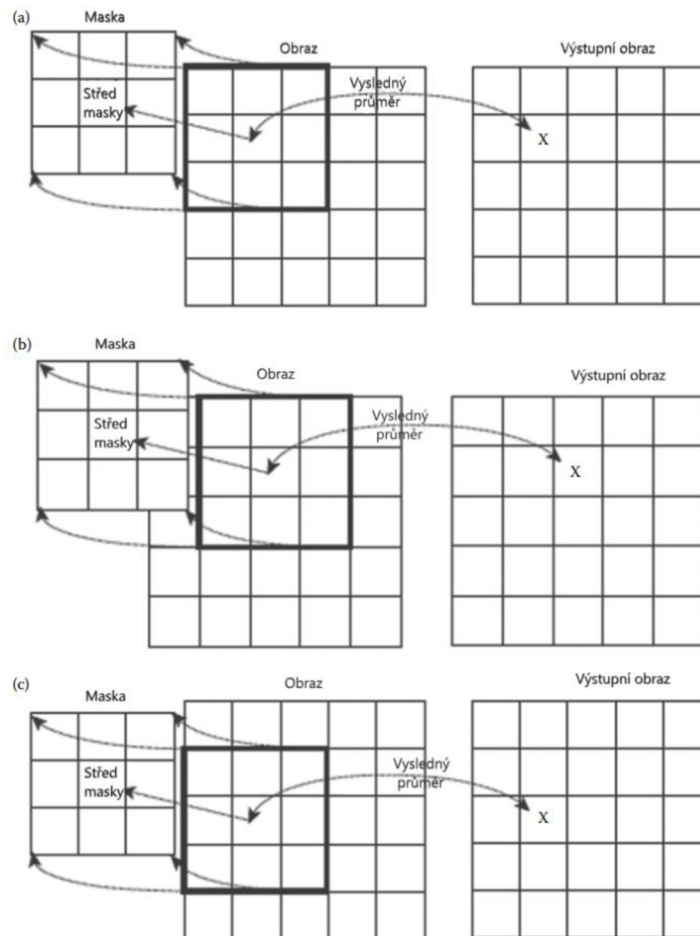 (a)
Maska
Obraz
Výstupní obraz
Střed
masky
Vysledný
průměr
X
(b)
Maska
Obraz
Výstupní obraz
Střed
masky
Vysledný
průměr
X
(c)
Maska
Obraz
Výstupní obraz
Střed
masky
Vysledný
průměr
X